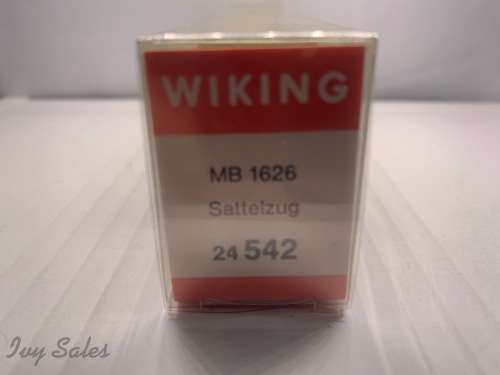 WIKING
MB 1626
Sattelzug
24 542
Ivy Sales